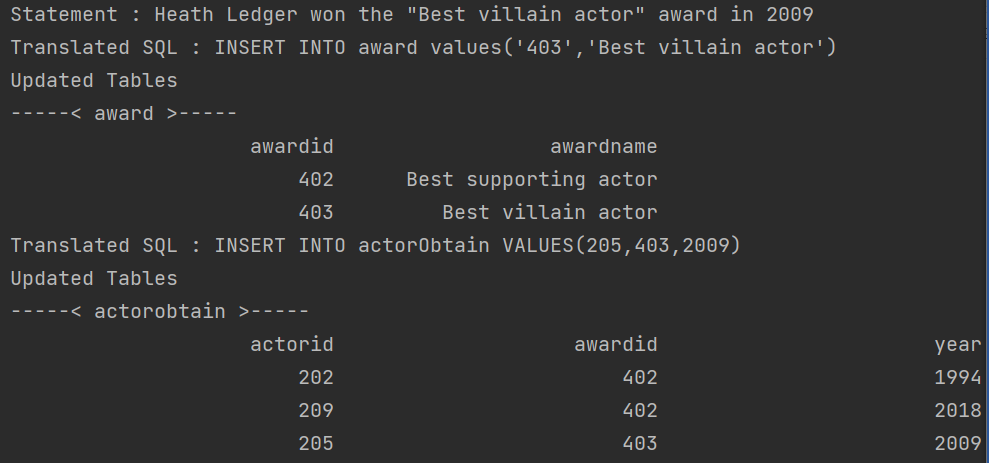 Statement : Heath Ledger won the "Best villain actor" award in 2009
Translated SQL : INSERT INTO award values('403','Best villain actor')
Updated Tables
-----< award >-----
awardid awardname
402 Best supporting actor
403 Best villain actor
Translated SQL : INSERT INTO actorObtain VALUES(205,403,2009)
Updated Tables
-----< actorobtain >-----
actorid awardid year
202 402 1994
209 402 2018
205 403 2009